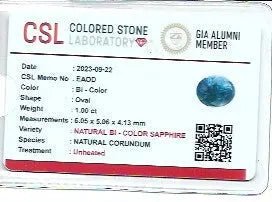 CSL COLORED STONE
LABORATORY
GIA ALUMNI
MEMBER
Date : 2023-09-22
CSL Memo No : EAOD
Color : Bi - Color
Shape : Oval
Weight : 1.00 ct
Measurements : 6.05 x 5.06 x 4.13 mm
Variety : NATURAL BI - COLOR SAPPHIRE
Species : NATURAL CORUNDUM
Treatment : Unheated